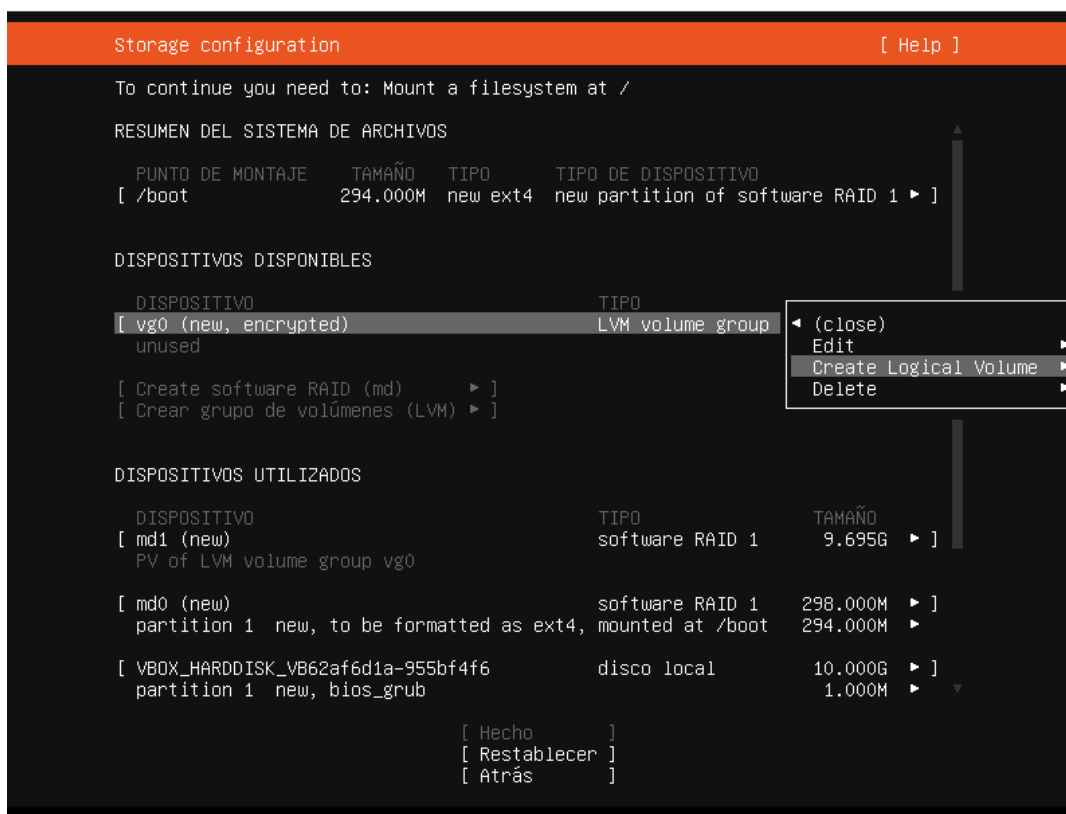 Storage configuration [ Help ]
To continue you need to: Mount a filesystem at /
RESUMEN DEL SISTEMA DE ARCHIVOS
PUNTO DE MONTAJE TAMAÑO TIPO TIPO DE DISPOSITIVO
[ /boot 294.000M new ext4 new partition of software RAID 1 ▸ ]
DISPOSITIVOS DISPONIBLES
DISPOSITIVO TIPO
[ vg0 (new, encrypted) LVM volume group ◂ (close)
unused Edit ▸
Create Logical Volume ▸
[ Create software RAID (md) ▸ ] Delete ▸
[ Crear grupo de volúmenes (LVM) ▸ ]
DISPOSITIVOS UTILIZADOS
DISPOSITIVO TIPO TAMAÑO
[ md1 (new) software RAID 1 9.695G ▸ ]
PV of LVM volume group vg0
[ md0 (new) software RAID 1 298.000M ▸ ]
partition 1 new, to be formatted as ext4, mounted at /boot 294.000M ▸
[ VBOX_HARDDISK_VB62af6d1a-955bf4f6 disco local 10.000G ▸ ]
partition 1 new, bios_grub 1.000M ▸
[ Hecho ]
[ Restablecer ]
[ Atrás ]